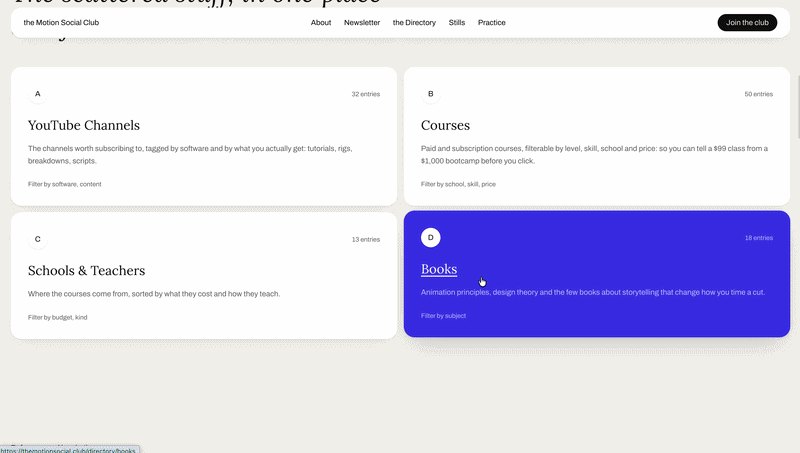 The scattered stuff, in one place
the Motion Social Club
About
Newsletter
the Directory
Stills
Practice
Join the club
A
32 entries
YouTube Channels
The channels worth subscribing to, tagged by software and by what you actually get: tutorials, rigs,
breakdowns, scripts.
Filter by software, content
B
50 entries
Courses
Paid and subscription courses, filterable by level, skill, school and price: so you can tell a $99 class from a
$1,000 bootcamp before you click.
Filter by school, skill, price
C
13 entries
Schools & Teachers
Where the courses come from, sorted by what they cost and how they teach.
Filter by budget, kind
D
18 entries
Books
Animation principles, design theory and the few books about storytelling that change how you time a cut.
Filter by subject
https://themotionsocial.club/directory/books